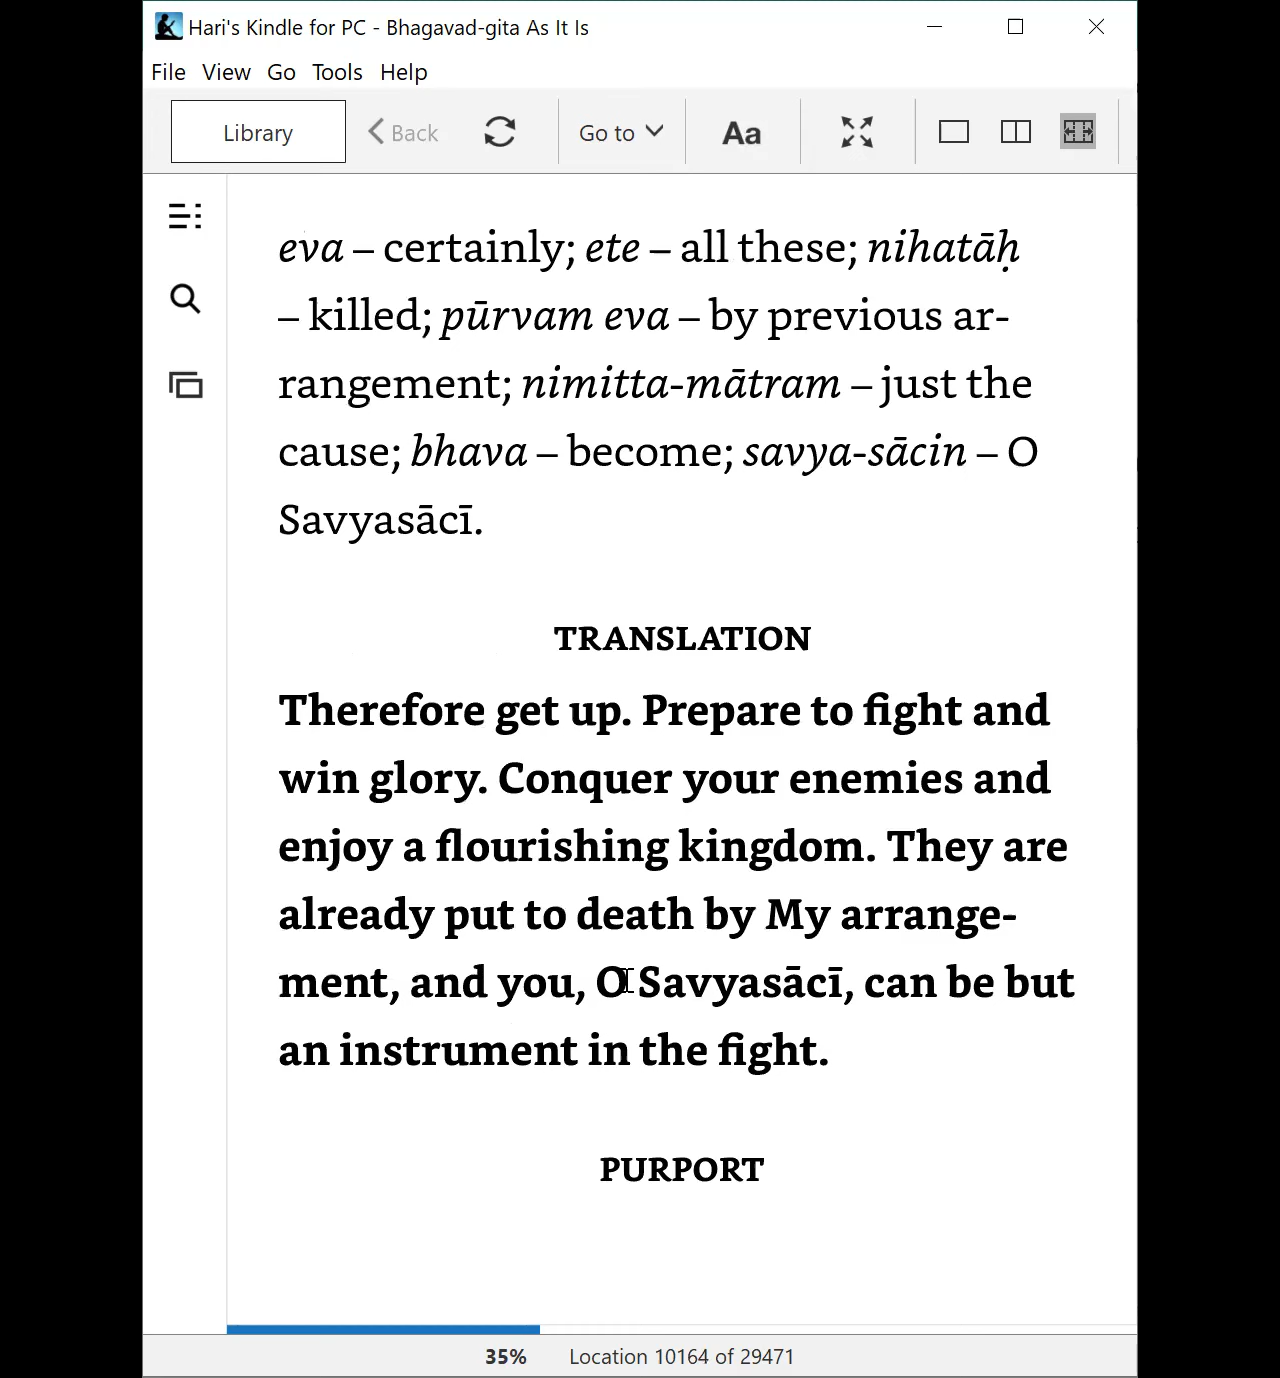 Hari's Kindle for PC - Bhagavad-gita As It Is
File View Go Tools Help
Library Back Go to Aa
eva – certainly; ete – all these; nihatāḥ
– killed; pūrvam eva – by previous ar-
rangement; nimitta-mātram – just the
cause; bhava – become; savya-sācin – O
Savyasācī.
TRANSLATION
Therefore get up. Prepare to fight and
win glory. Conquer your enemies and
enjoy a flourishing kingdom. They are
already put to death by My arrange-
ment, and you, O Savyasācī, can be but
an instrument in the fight.
PURPORT
35% Location 10164 of 29471